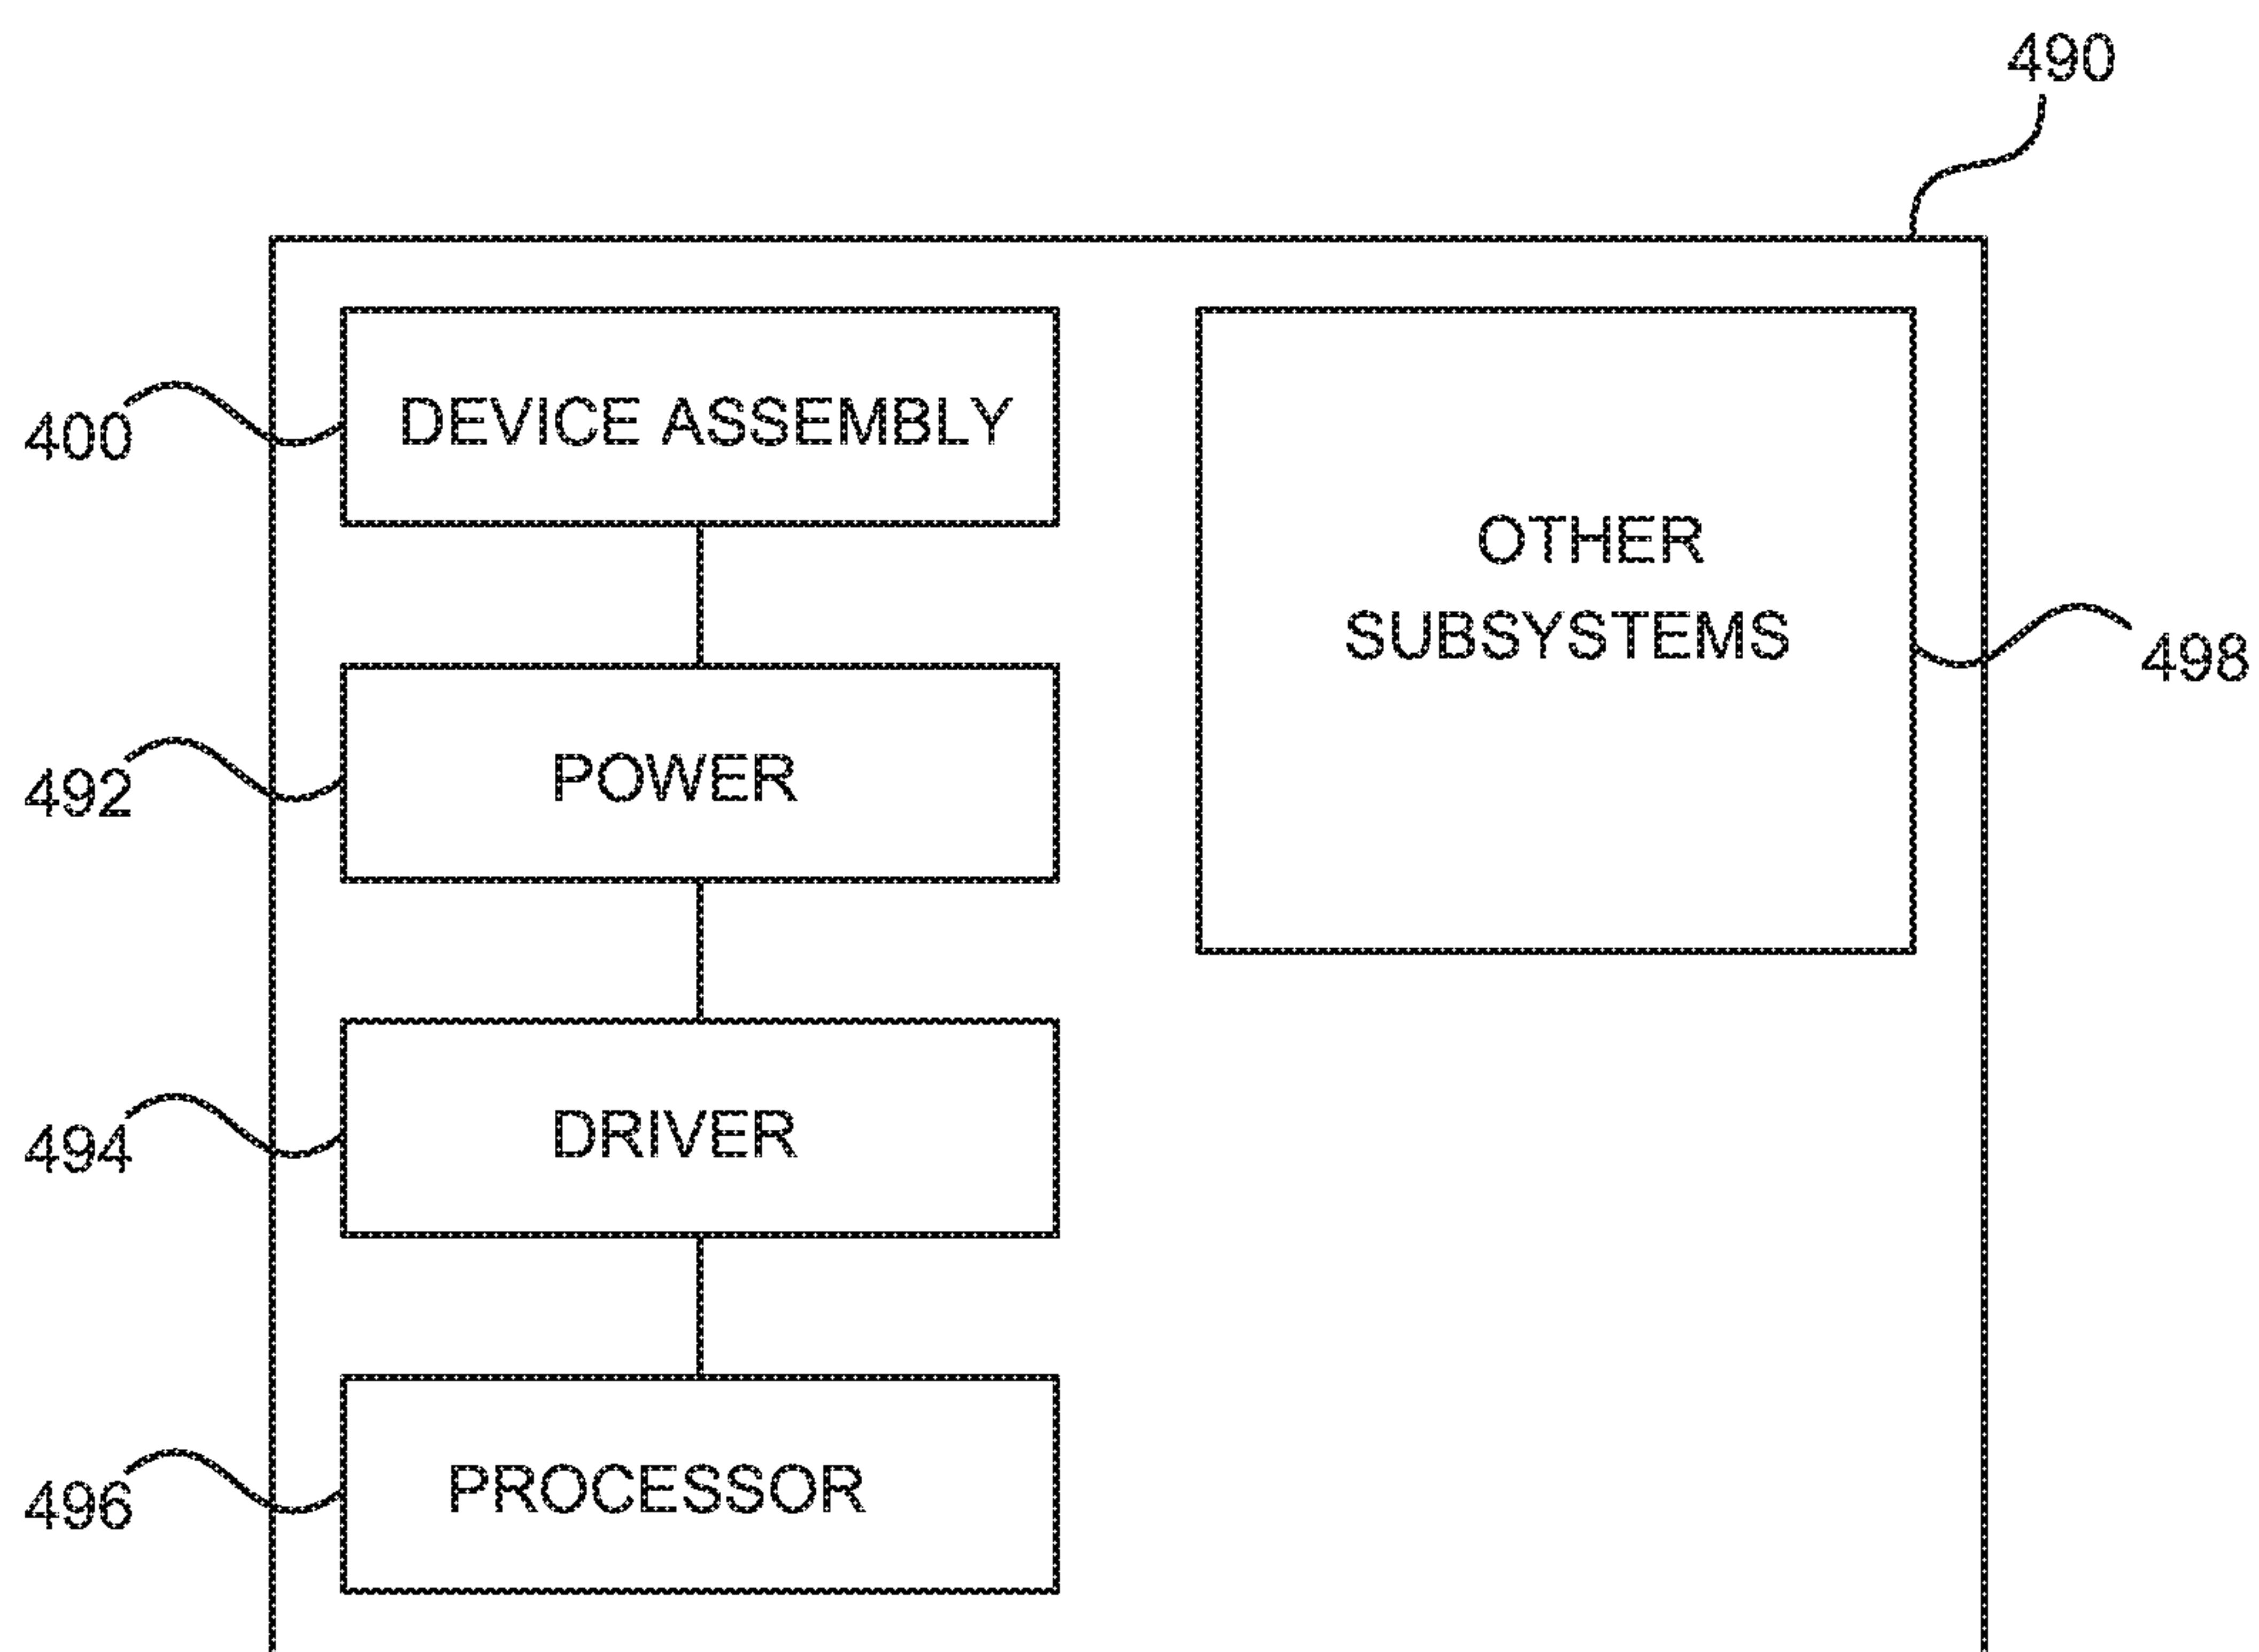 490
400
DEVICE ASSEMBLY
OTHER
SUBSYSTEMS
498
492
POWER
494
DRIVER
496
PROCESSOR